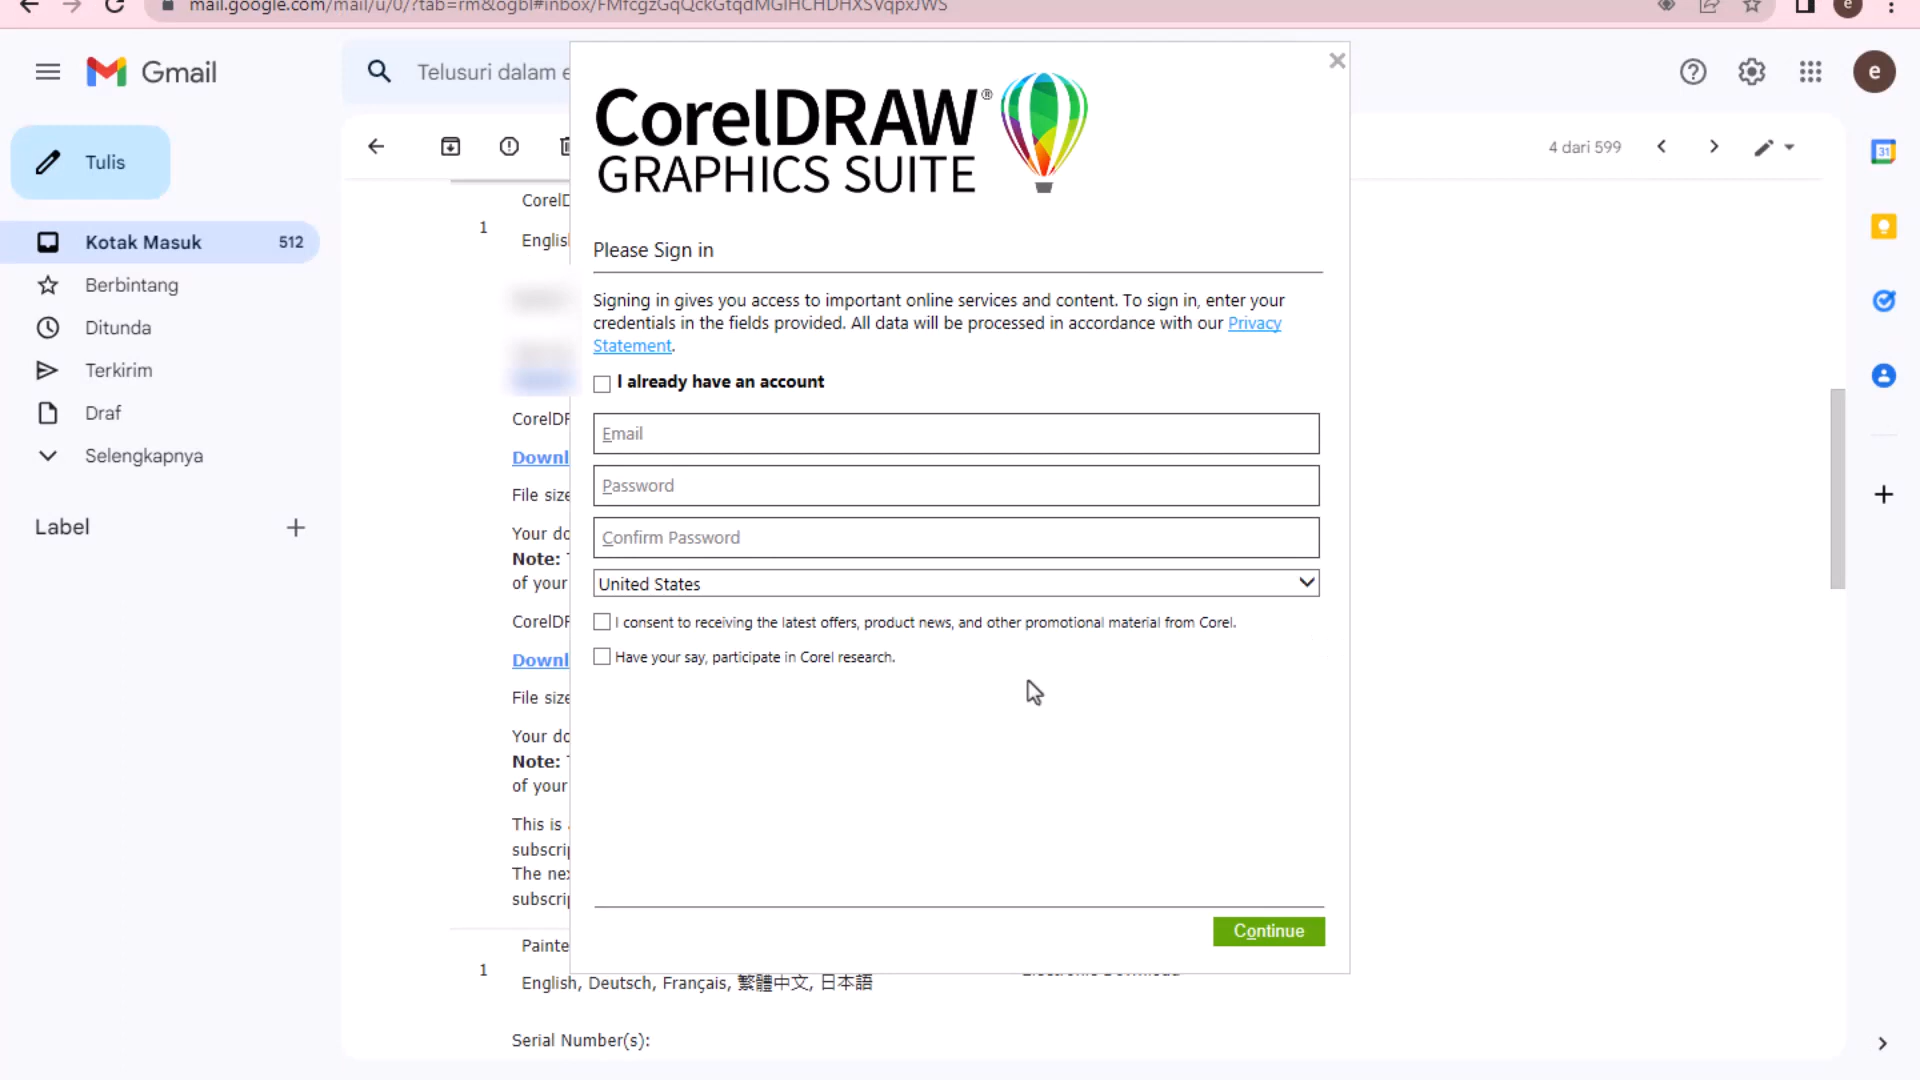 mail.google.com/mail/u/0/?tab=rm&ogbl#inbox/FMfcgzGqQckGtqdMGlHCHDHXSVqpxJWS
e
Gmail
Telusuri dalam e
e
Tulis
4 dari 599
31
Kotak Masuk 512
Berbintang
Ditunda
Terkirim
Draf
Selengkapnya
Label
CorelD
1
Englis
CorelDR
Downl
File size
Your do
Note:
of your
CorelDR
Downl
File size
Your do
Note:
of your
This is
subscrip
The nex
subscrip
Painte
1
English, Deutsch, Français, 繁體中文, 日本語
Serial Number(s):
CorelDRAW®
GRAPHICS SUITE
Please Sign in
Signing in gives you access to important online services and content. To sign in, enter your
credentials in the fields provided. All data will be processed in accordance with our Privacy
Statement.
I already have an account
Email
Password
Confirm Password
United States
I consent to receiving the latest offers, product news, and other promotional material from Corel.
Have your say, participate in Corel research.
Continue